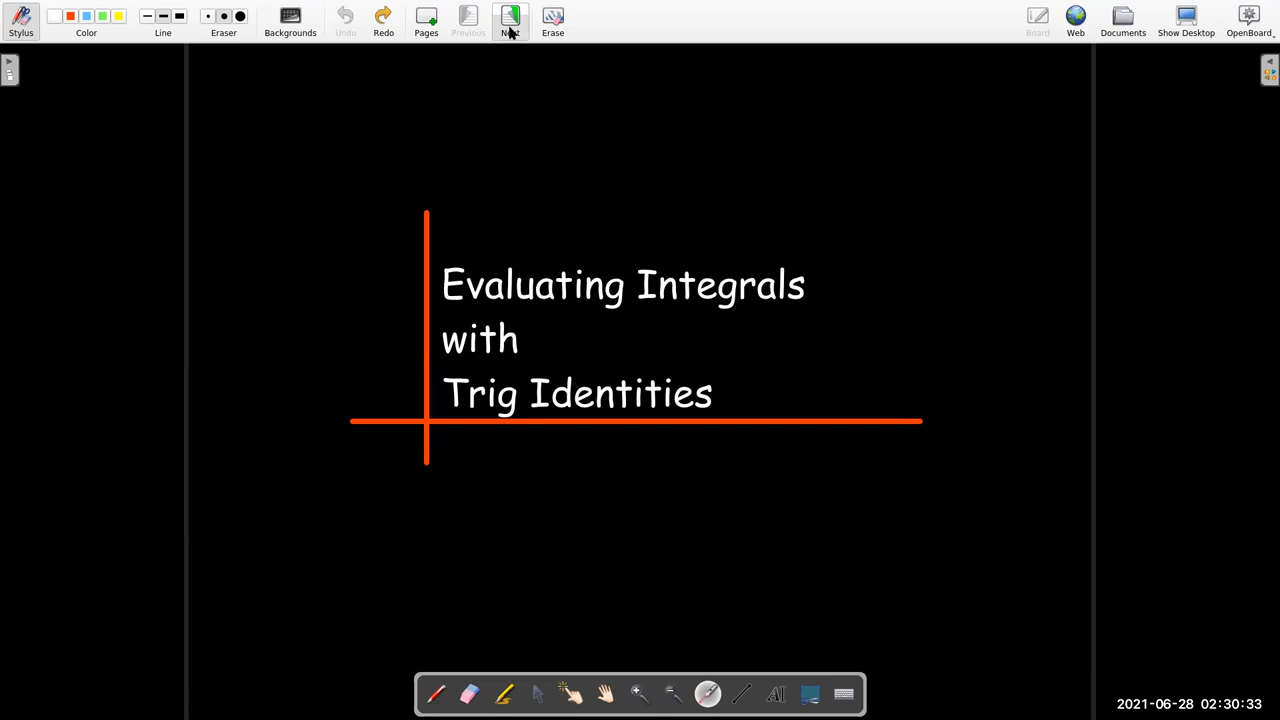 Stylus
Color
Line
Eraser
Backgrounds
Undo
Redo
Pages
Previous
Erase
Board
Web
Documents
Show Desktop
OpenBoard
Evaluating Integrals
with
Trig Identities
2021-06-28 02:30:33